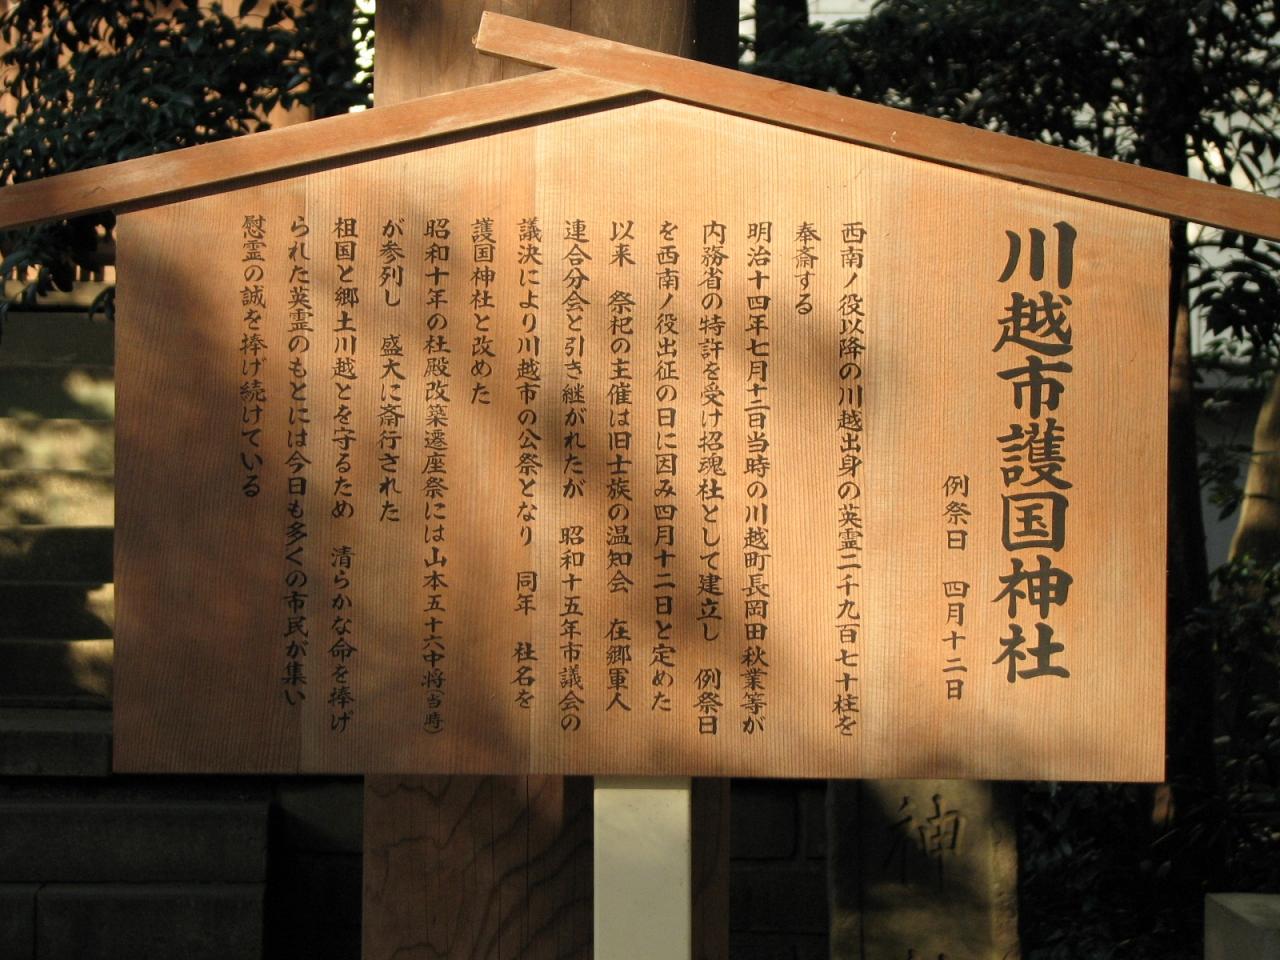 川越市護国神社
例祭日　四月十二日
西南ノ役以降の川越出身の英霊二千九百七十柱を
奉斎する
明治十四年七月十二日当時の川越町長岡田秋業等が
内務省の特許を受け招魂社として建立し　例祭日
を西南ノ役出征の日に因み四月十二日と定めた
以来　祭祀の主催は旧士族の温知会　在郷軍人
連合分会と引き継がれたが　昭和十五年市議会の
議決により川越市の公祭となり　同年　社名を
護国神社と改めた
昭和十年の社殿改築遷座祭には山本五十六中将(当時)
が参列し　盛大に斎行された
祖国と郷土川越とを守るため　清らかな命を捧げ
られた英霊のもとには今日も多くの市民が集い
慰霊の誠を捧げ続けている
神